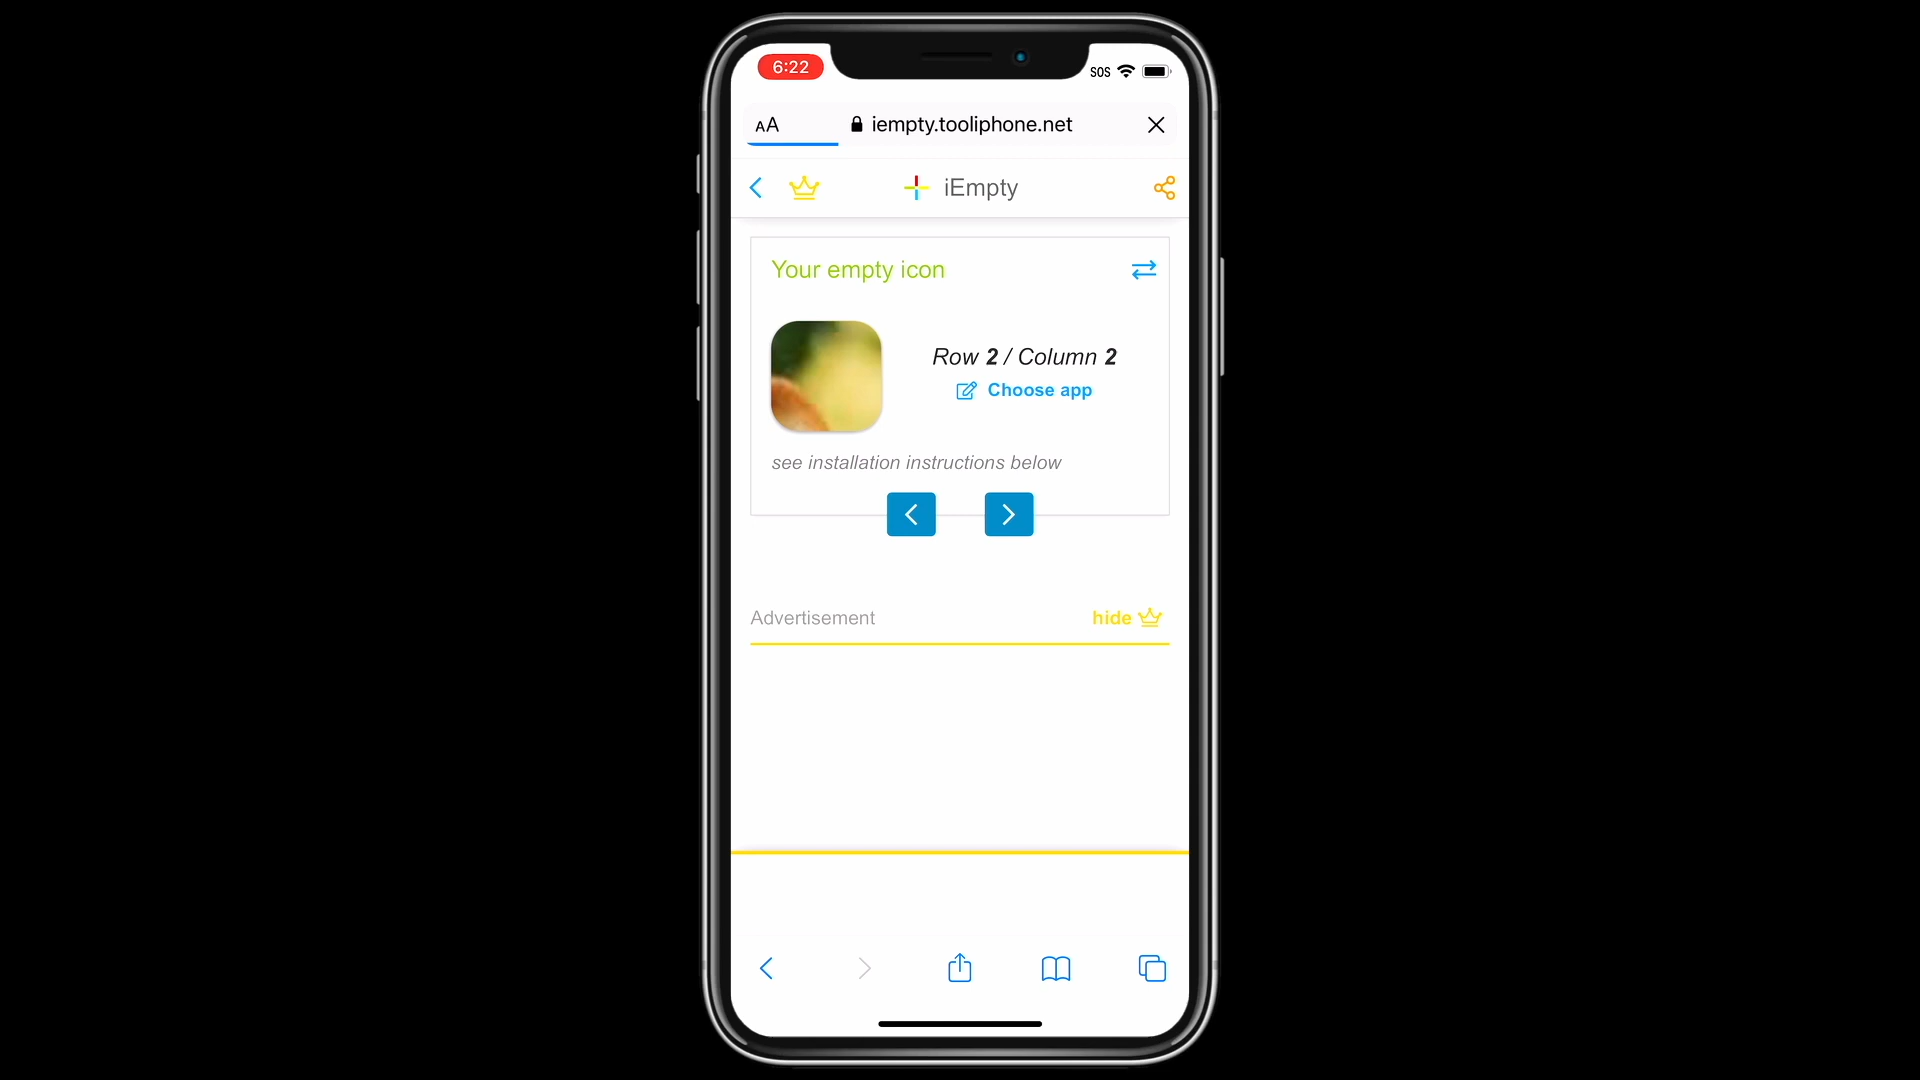 6:22
SOS
AA
iempty.tooliphone.net
iEmpty
Your empty icon
Row 2 / Column 2
Choose app
see installation instructions below
Advertisement
hide